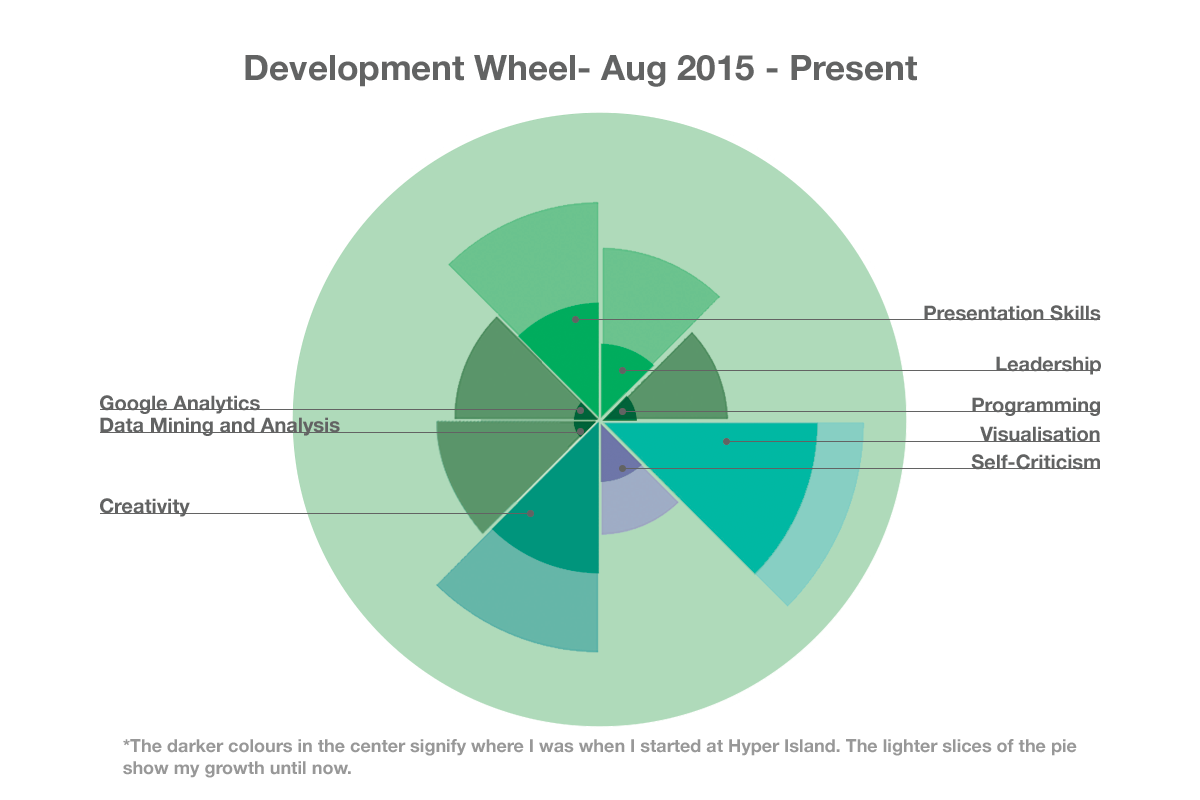 Development Wheel- Aug 2015 - Present
Presentation Skills
Leadership
Google Analytics
Programming
Data Mining and Analysis
Visualisation
Self-Criticism
Creativity
*The darker colours in the center signify where I was when I started at Hyper Island. The lighter slices of the pie
show my growth until now.